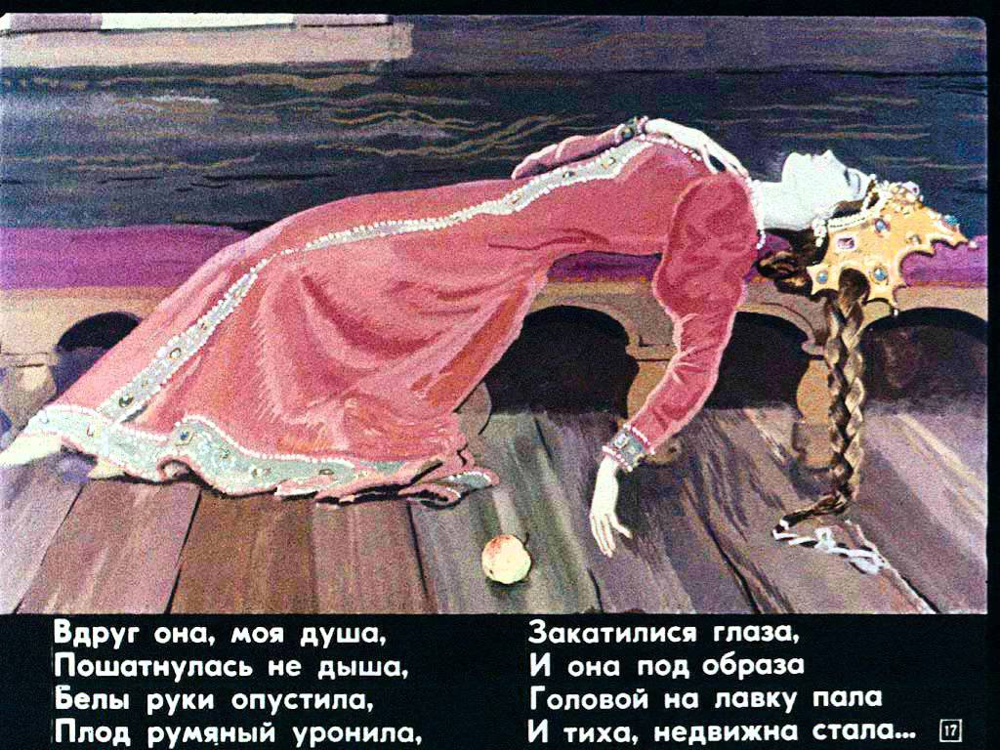 Вдруг она, моя душа,
Пошатнулась не дыша,
Белы руки опустила,
Плод румяный уронила,
Закатилися глаза,
И она под образа
Головой на лавку пала
И тиха, недвижна стала...
17